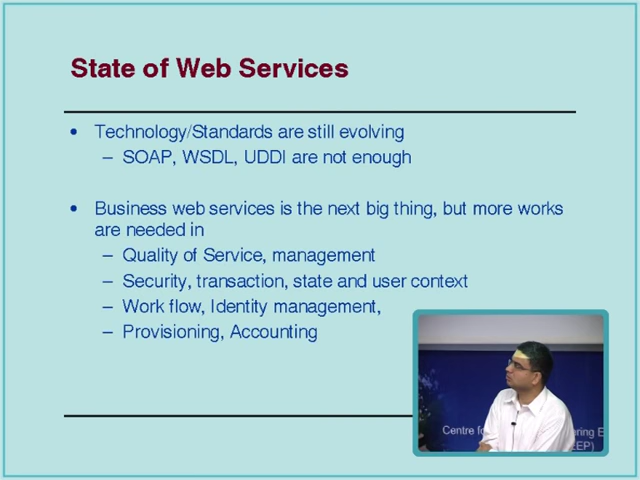 State of Web Services
• Technology/Standards are still evolving
– SOAP, WSDL, UDDI are not enough
• Business web services is the next big thing, but more works
are needed in
– Quality of Service, management
– Security, transaction, state and user context
– Work flow, Identity management,
– Provisioning, Accounting
Centre for
ring E
EEP)